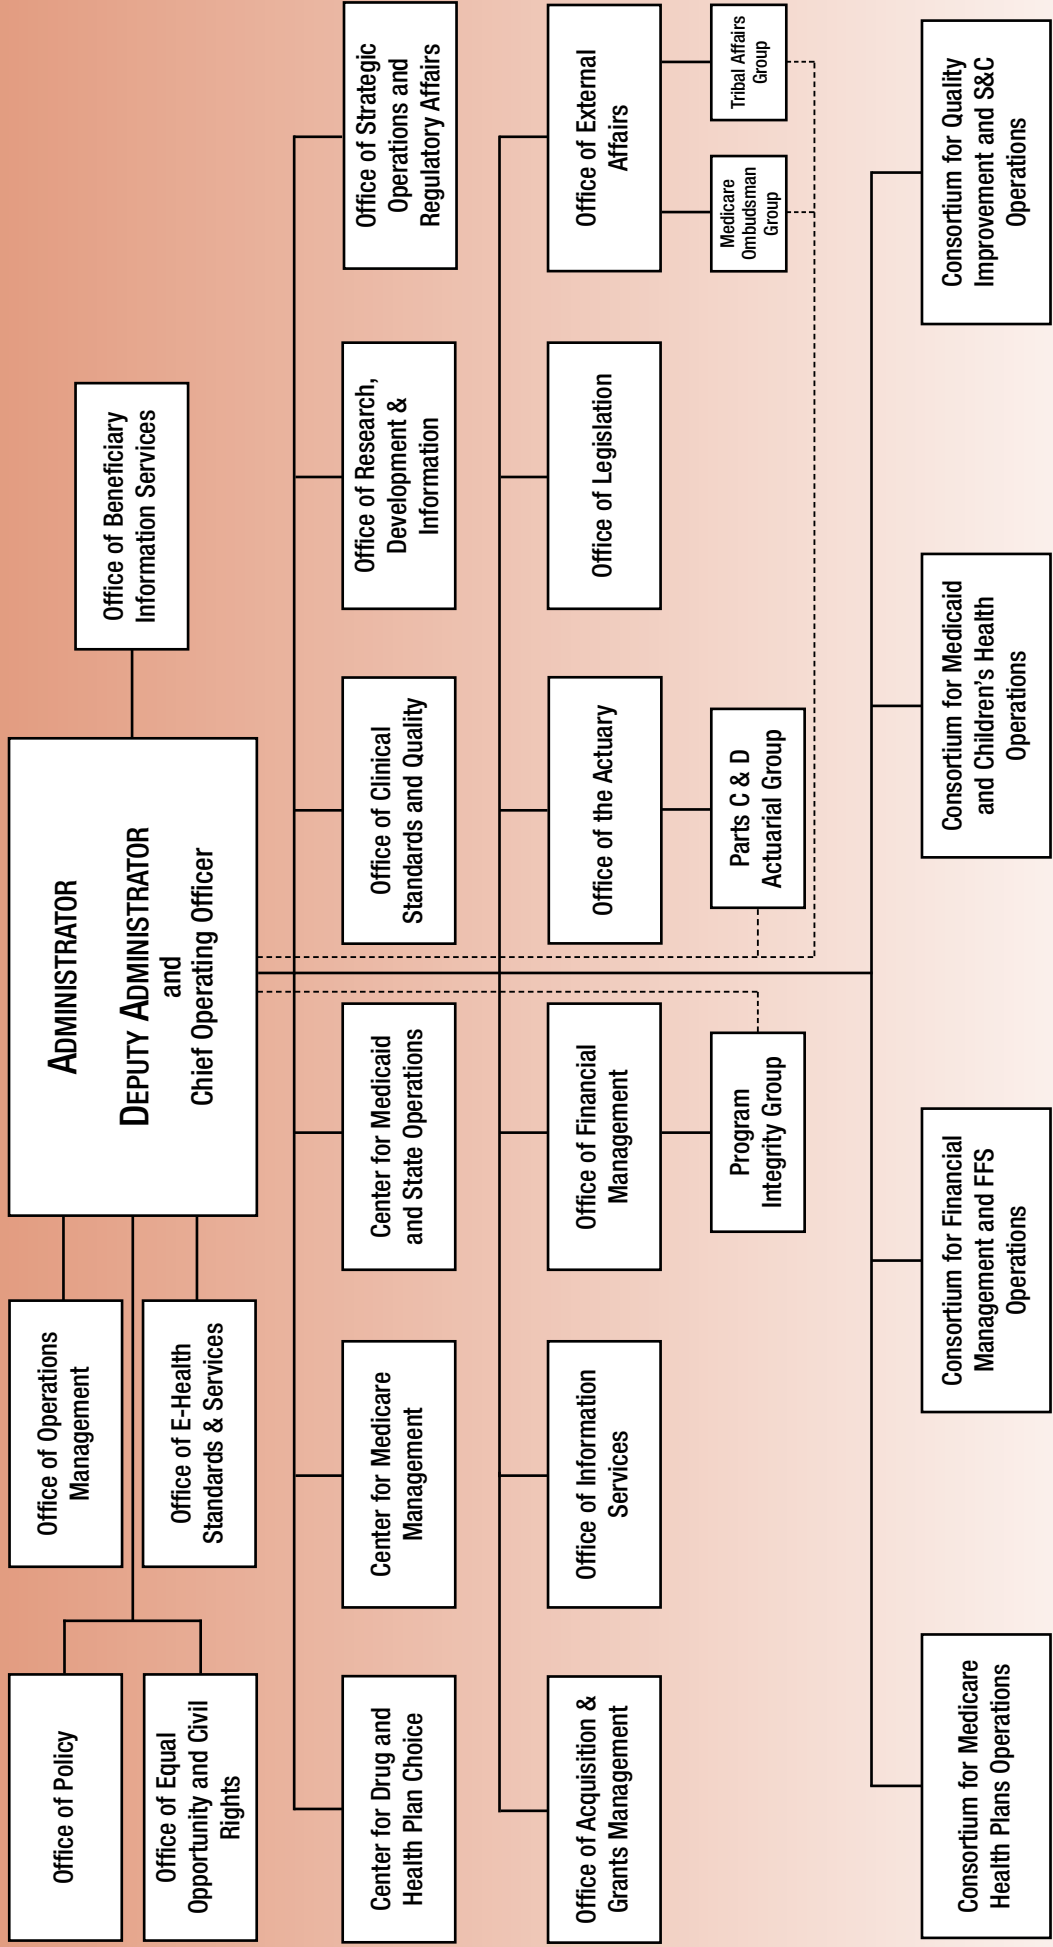 ADMINISTRATOR
DEPUTY ADMINISTRATOR
and
Chief Operating Officer
Office of Policy
Office of Equal
Opportunity and Civil
Rights
Office of Operations
Management
Office of E-Health
Standards & Services
Office of Beneficiary
Information Services
Center for Drug and
Health Plan Choice
Center for Medicare
Management
Center for Medicaid
and State Operations
Office of Clinical
Standards and Quality
Office of Research,
Development &
Information
Office of Strategic
Operations and
Regulatory Affairs
Office of Acquisition &
Grants Management
Office of Information
Services
Office of Financial
Management
Office of the Actuary
Office of Legislation
Office of External
Affairs
Program
Integrity Group
Parts C & D
Actuarial Group
Medicare
Ombudsman
Group
Tribal Affairs
Group
Consortium for Medicare
Health Plans Operations
Consortium for Financial
Management and FFS
Operations
Consortium for Medicaid
and Children's Health
Operations
Consortium for Quality
Improvement and S&C
Operations